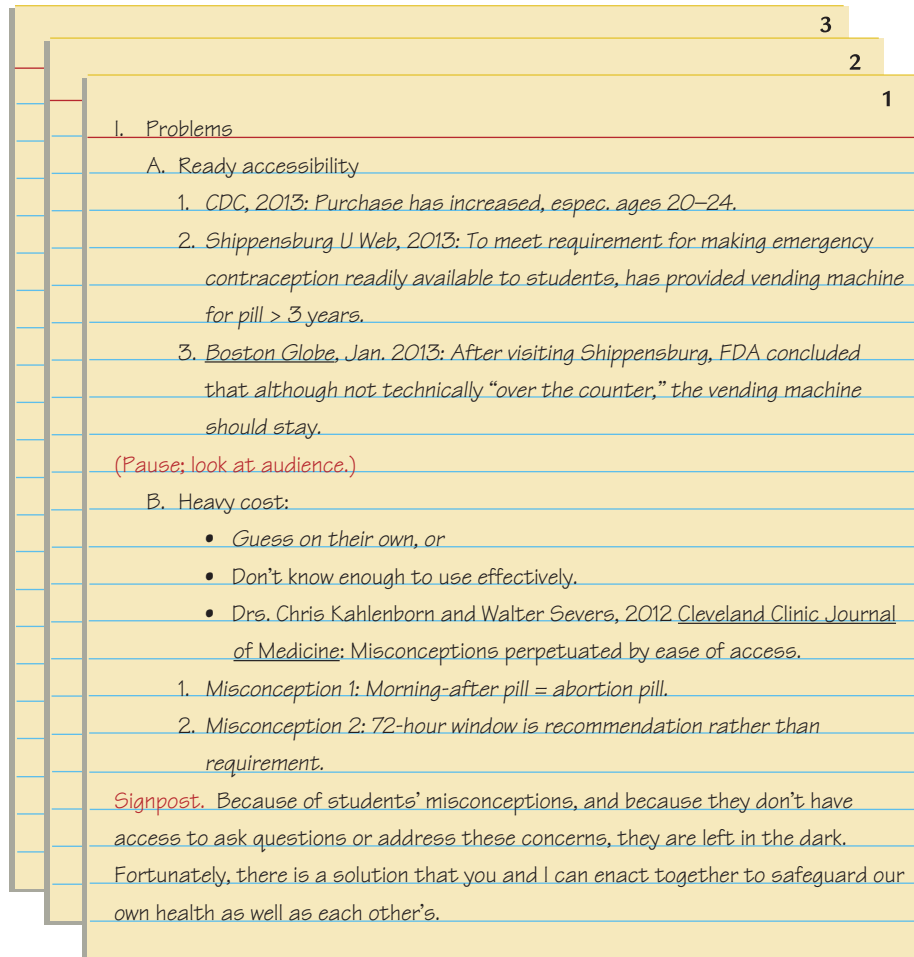 3
2
1
I. Problems
A. Ready accessibility
1. CDC, 2013: Purchase has increased, espec. ages 20–24.
2. Shippensburg U Web, 2013: To meet requirement for making emergency
contraception readily available to students, has provided vending machine
for pill > 3 years.
3. Boston Globe, Jan. 2013: After visiting Shippensburg, FDA concluded
that although not technically “over the counter,” the vending machine
should stay.
(Pause; look at audience.)
B. Heavy cost:
• Guess on their own, or
• Don’t know enough to use effectively.
• Drs. Chris Kahlenborn and Walter Severs, 2012 Cleveland Clinic Journal
of Medicine: Misconceptions perpetuated by ease of access.
1. Misconception 1: Morning-after pill = abortion pill.
2. Misconception 2: 72-hour window is recommendation rather than
requirement.
Signpost. Because of students’ misconceptions, and because they don’t have
access to ask questions or address these concerns, they are left in the dark.
Fortunately, there is a solution that you and I can enact together to safeguard our
own health as well as each other’s.